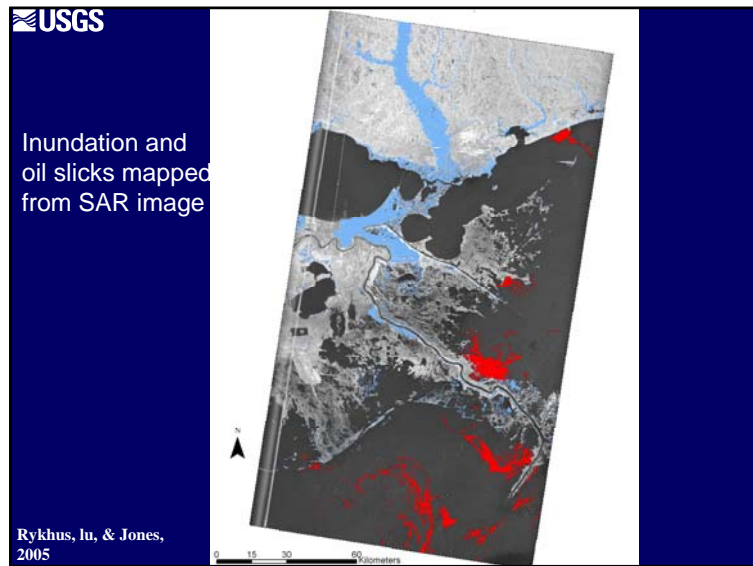 USGS
Inundation and
oil slicks mapped
from SAR image
N
0 15 30 60
Kilometers
Rykhus, lu, & Jones,
2005